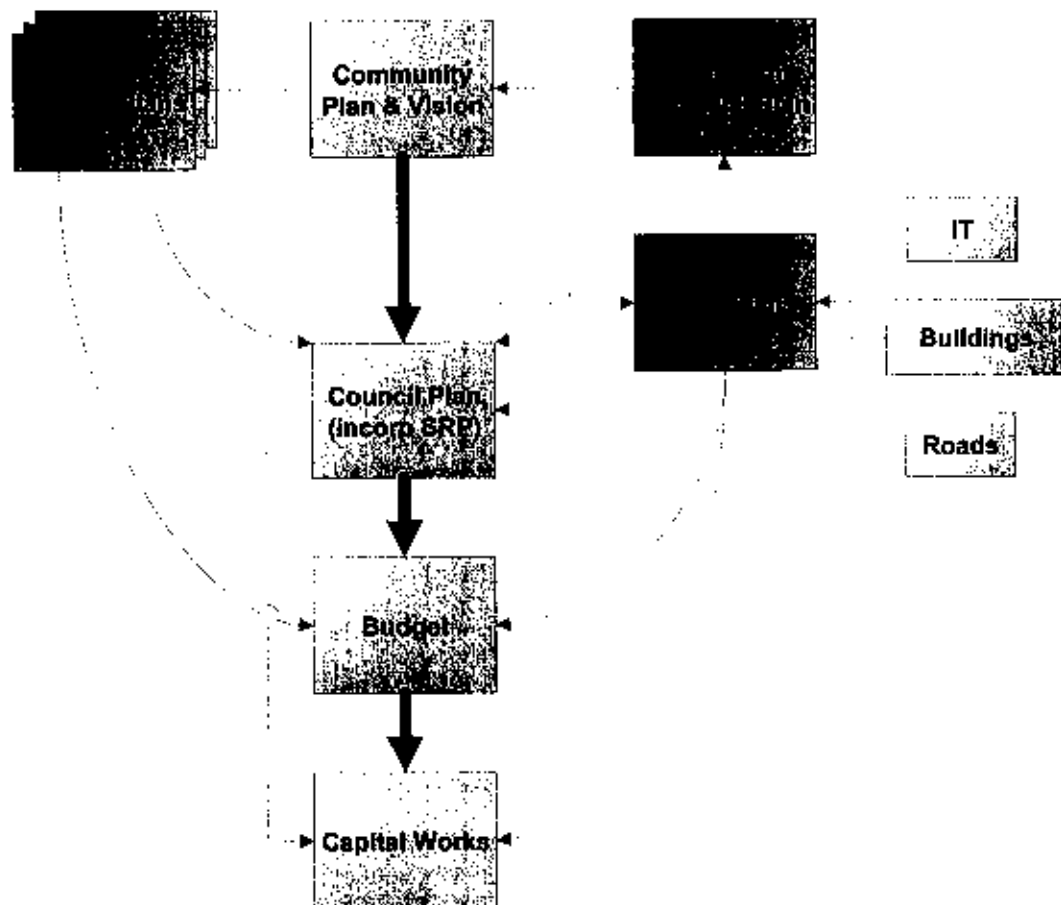 Community
Plan & Vision
IT
Buildings
Council Plan
(incorp SRP)
Roads
Budget
Capital Works